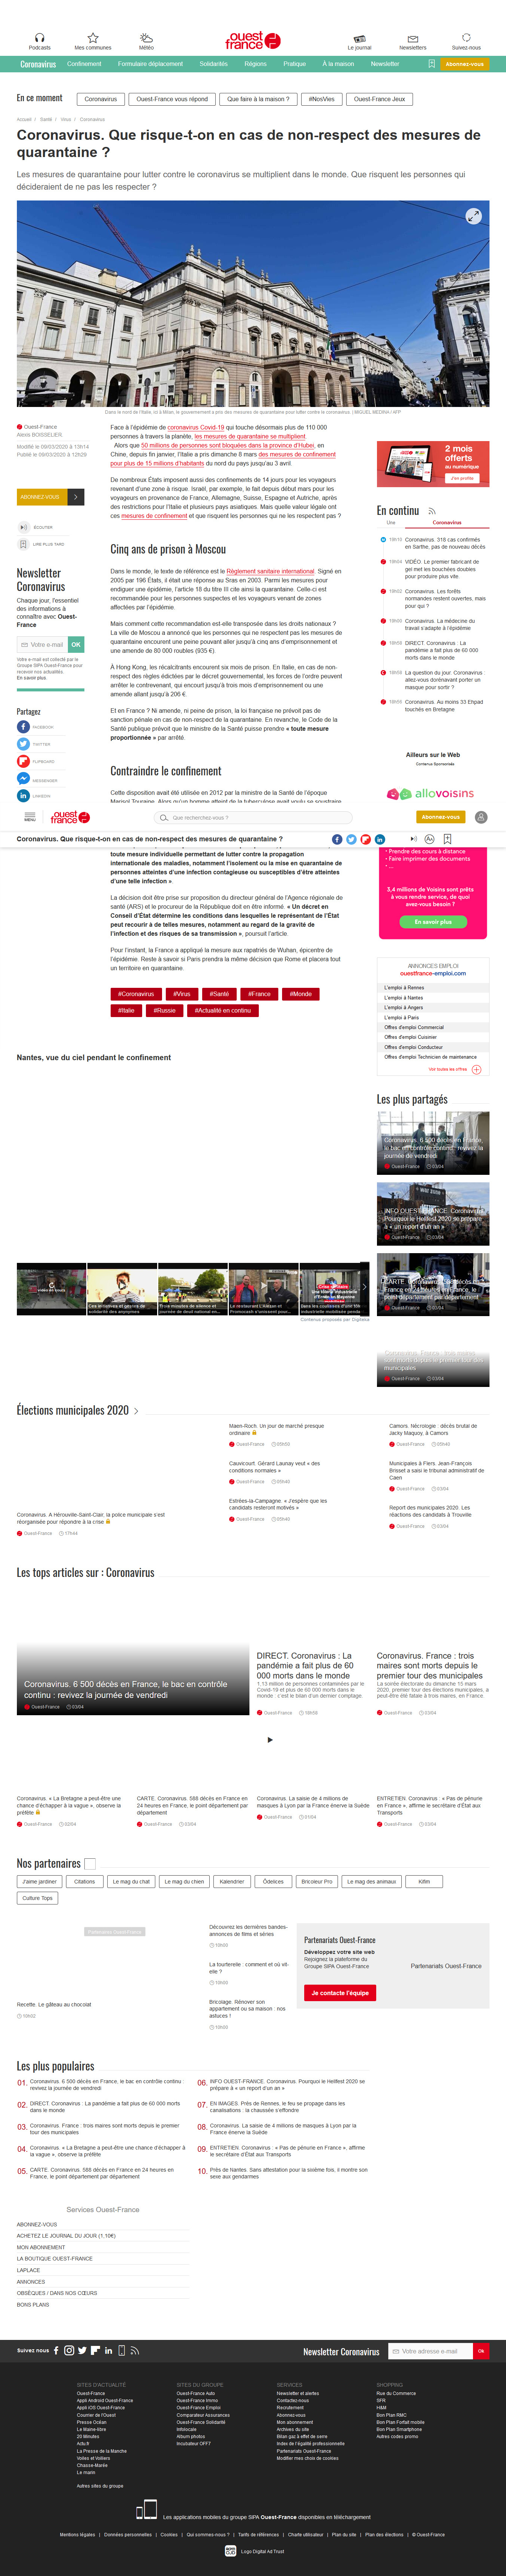 Podcasts
Mes communes
Météo
ouest france
Le journal
Newsletters
Suivez-nous
Coronavirus
Confinement
Formulaire déplacement
Solidarités
Régions
Pratique
À la maison
Newsletter
Abonnez-vous
En ce moment
Coronavirus
Ouest-France vous répond
Que faire à la maison ?
#NosVies
Ouest-France Jeux
Accueil / Santé / Virus / Coronavirus
Coronavirus. Que risque-t-on en cas de non-respect des mesures de
quarantaine ?
Les mesures de quarantaine pour lutter contre le coronavirus se multiplient dans le monde. Que risquent les personnes qui
décideraient de ne pas les respecter ?
Dans le nord de l'Italie, ici à Milan, le gouvernement a pris des mesures de quarantaine pour lutter contre le coronavirus. | MIGUEL MEDINA / AFP
Ouest-France
Alexis BOISSELIER.
Modifié le 09/03/2020 à 13h14
Publié le 09/03/2020 à 12h29
ABONNEZ-VOUS
ÉCOUTER
LIRE PLUS TARD
Newsletter
Coronavirus
Chaque jour, l'essentiel
des informations à
connaître avec Ouest-
France
Votre e-mail
OK
Votre e-mail est collecté par le
Groupe SIPA Ouest-France pour
recevoir nos actualités.
En savoir plus.
Partagez
FACEBOOK
TWITTER
FLIPBOARD
MESSENGER
LINKEDIN
Face à l'épidémie de coronavirus Covid-19 qui touche désormais plus de 110 000
personnes à travers la planète, les mesures de quarantaine se multiplient.
Alors que 50 millions de personnes sont bloquées dans la province d'Hubei, en
Chine, depuis fin janvier, l'Italie a pris dimanche 8 mars des mesures de confinement
pour plus de 15 millions d'habitants du nord du pays jusqu'au 3 avril.
De nombreux États imposent aussi des confinements de 14 jours pour les voyageurs
venus de zones à risque. La Russie, par exemple, le fait depuis début mars pour les
voyageurs en provenance de France, Allemagne, Suisse, Espagne et Autriche, après
des restrictions pour l'Italie et plusieurs pays asiatiques. Mais quelle valeur légale ont
ces mesures de confinement et que risquent les personnes qui ne les respectent pas ?
Cinq ans de prison à Moscou
Dans le monde, le texte de référence est le Règlement sanitaire international. Signé en
2005 par 196 États, il était une réponse au Sras en 2003. Parmi les mesures pour
endiguer une épidémie, l'article 18 du titre III cite ainsi la quarantaine. Celle-ci est
recommandée pour les personnes suspectes et les voyageurs venant de zones
affectées par l'épidémie.
Mais comment la faire respecter ? Et quelles sanctions risquent les récalcitrants ?
La ville de Moscou a annoncé que les personnes qui ne respectent pas les mesures de
quarantaine encourent une peine pouvant aller jusqu'à cinq ans d'emprisonnement et
une amende de 80 000 roubles (935 €).
À Hong Kong, les récalcitrants encourent six mois de prison. En Italie, en cas de non-
respect des règles édictées par le décret gouvernemental, les forces de l'ordre peuvent
arrêter le contrevenant, qui encourt jusqu'à trois mois d'emprisonnement et une
amende allant jusqu'à 206 €.
Et en France ? Ni amende, ni peine de prison, la loi française ne prévoit aucune
sanction pénale en cas de non-respect de la quarantaine. En revanche, le Code de la
santé publique prévoit que le ministre de la Santé puisse prendre « toute mesure
proportionnée » par arrêté.
Contraindre le confinement
Cette disposition avait été utilisée en 2012 par la ministre de la Santé de l'époque
Marisol Touraine. Alors qu'un homme atteint de la tuberculose avait voulu se soustraire
2 mois
offerts
au numérique
J'en profite
En continu
Une
Coronavirus
19h10
Coronavirus. 318 cas confirmés
en Sarthe, pas de nouveau décès
VIDÉO. Le premier fabricant de
gel met les bouchées doubles
pour produire plus vite
Coronavirus. Les forêts
normandes restent ouvertes, mais
pour qui ?
Coronavirus. La médecine du
travail s'adapte à l'épidémie
DIRECT. Coronavirus : La
pandémie a fait plus de 60 000
morts dans le monde
La question du jour. Coronavirus :
allez-vous dorénavant porter un
masque pour sortir ?
Coronavirus. Au moins 33 Ehpad
touchés en Bretagne
Ailleurs sur le Web
Contenus Sponsorisés
allovoisins
MENU
ouest france
Que recherchez-vous ?
Abonnez-vous
Coronavirus. Que risque-t-on en cas de non-respect des mesures de quarantaine ?
toute mesure individuelle permettant de lutter contre la propagation
internationale des maladies, notamment l'isolement ou la mise en quarantaine de
personnes atteintes d'une infection contagieuse ou susceptibles d'être atteintes
d'une telle infection ».
La décision doit être prise sur proposition du directeur général de l'Agence régionale de
santé (ARS) et le procureur de la République doit en être informé. « Un décret en
Conseil d'État détermine les conditions dans lesquelles le représentant de l'État
peut recourir à de telles mesures, notamment au regard de la gravité de
l'infection et des risques de sa transmission », poursuit l'article.
Pour l'instant, la France a appliqué la mesure aux rapatriés de Wuhan, épicentre de
l'épidémie. Reste à savoir si Paris prendra la même décision que Rome et placera tout
un territoire en quarantaine.
#Coronavirus
#Virus
#Santé
#France
#Monde
#Italie
#Russie
#Actualité en continu
• Prendre des cours à distance
• Faire imprimer des documents
• ...
3,4 millions de Voisins sont prêts
à vous rendre service, de quoi
avez-vous besoin ?
En savoir plus
ANNONCES EMPLOI
ouestfrance-emploi.com
L'emploi à Rennes
L'emploi à Nantes
L'emploi à Angers
L'emploi à Paris
Offres d'emploi Commercial
Offres d'emploi Cuisinier
Offres d'emploi Conducteur
Offres d'emploi Technicien de maintenance
Voir toutes les offres
Nantes, vue du ciel pendant le confinement
Vidéo en cours
Ces initiatives et gestes de
solidarité des anonymes
Trois minutes de silence et
journée de deuil national en...
Contenus proposés par Digiteka
Les plus partagés
Coronavirus. 6 500 décès en France,
le bac en contrôle continu : revivez la
journée de vendredi
Ouest-France 03/04
INFO OUEST-FRANCE. Coronavirus.
Pourquoi le Hellfest 2020 se prépare
à « un report d'un an »
Ouest-France 03/04
CARTE. Coronavirus. 588 décès en
24 heures en France, le
point département par département
Ouest-France 03/04
Coronavirus. France : trois maires
sont morts depuis le premier tour des
municipales
Ouest-France 03/04
Élections municipales 2020
Coronavirus. À Hérouville-Saint-Clair, la police municipale s'est
réorganisée pour répondre à la crise
Ouest-France 17h44
Maen-Roch. Un jour de marché presque
ordinaire
Ouest-France 05h50
Cauvicourt. Gérard Launay veut « des
conditions normales »
Ouest-France 05h40
Estrées-la-Campagne. « J'espère que les
candidats resteront motivés »
Ouest-France 05h40
Camors. Nécrologie : décès brutal de
Jacky Maquoy, à Camors
Ouest-France 05h40
Municipales à Flers. Jean-François
Brisset a saisi le tribunal administratif de
Caen
Ouest-France 03/04
Report des municipales 2020. Les
réactions des candidats à Trouville
Ouest-France 03/04
Les tops articles sur : Coronavirus
Coronavirus. 6 500 décès en France, le bac en contrôle
continu : revivez la journée de vendredi
Ouest-France 03/04
DIRECT. Coronavirus : La
pandémie a fait plus de 60
000 morts dans le monde
1,13 million de personnes contaminées par le
Covid-19 et plus de 60 000 morts dans le
monde : c'est le bilan d'un dernier comptage.
Ouest-France 18h58
Coronavirus. France : trois
maires sont morts depuis le
premier tour des municipales
La soirée électorale du dimanche 15 mars
2020, premier tour des élections municipales, a
peut-être été fatale à trois maires, en France.
Ouest-France 03/04
Coronavirus. « La Bretagne a peut-être une
chance d'échapper à la vague », observe la
préfète
Ouest-France 02/04
CARTE. Coronavirus. 588 décès en France en
24 heures en France, le point département par
département
Ouest-France 03/04
Coronavirus. La saisie de 4 millions de
masques à Lyon par la France énerve la Suède
Ouest-France 01/04
ENTRETIEN. Coronavirus : « Pas de pénurie
en France », affirme le secrétaire d'État aux
Transports
Ouest-France 03/04
Nos partenaires
J'aime jardiner
Citations
Le mag du chat
Le mag du chien
Kalendrier
Ôdelices
Bricoleur Pro
Le mag des animaux
Kifim
Culture Tops
Partenaires Ouest-France
Recette. Le gâteau au chocolat
10h02
Découvrez les dernières bandes-
annonces de films et séries
10h00
La tourterelle : comment et où vit-
elle ?
10h00
Bricolage. Rénover son
appartement ou sa maison : nos
astuces !
10h00
Partenariats Ouest-France
Développez votre site web
Rejoignez la plateforme du
Groupe SIPA Ouest-France
Je contacte l'équipe
Partenariats Ouest-France
Les plus populaires
01. Coronavirus. 6 500 décès en France, le bac en contrôle continu :
revivez la journée de vendredi
02. DIRECT. Coronavirus : La pandémie a fait plus de 60 000 morts
dans le monde
03. Coronavirus. France : trois maires sont morts depuis le premier
tour des municipales
04. Coronavirus. « La Bretagne a peut-être une chance d'échapper à
la vague », observe la préfète
05. CARTE. Coronavirus. 588 décès en France en 24 heures en
France, le point département par département
06. INFO OUEST-FRANCE. Coronavirus. Pourquoi le Hellfest 2020 se
prépare à « un report d'un an »
07. EN IMAGES. Près de Rennes, le feu se propage dans les
canalisations : la chaussée s'effondre
08. Coronavirus. La saisie de 4 millions de masques à Lyon par la
France énerve la Suède
09. ENTRETIEN. Coronavirus : « Pas de pénurie en France », affirme
le secrétaire d'État aux Transports
10. Près de Nantes. Sans attestation pour la sixième fois, il montre son
sexe aux gendarmes
Services Ouest-France
ABONNEZ-VOUS
ACHETEZ LE JOURNAL DU JOUR (1,10€)
MON ABONNEMENT
LA BOUTIQUE OUEST-FRANCE
LAPLACE
ANNONCES
OBSÈQUES / DANS NOS CŒURS
BONS PLANS
Suivez nous
Newsletter Coronavirus
Votre adresse e-mail
Ok
SITES D'ACTUALITÉ
Ouest-France
Appli Android Ouest-France
Appli iOS Ouest-France
Courrier de l'Ouest
Presse Océan
Le Maine-libre
20 Minutes
Actu.fr
La Presse de la Manche
Voiles et Voiliers
Chasse-Marée
Le marin
Autres sites du groupe
SITES DU GROUPE
Ouest-France Auto
Ouest-France Immo
Ouest-France Emploi
Comparateur Assurances
Ouest-France Solidarité
Infolocale
Album photos
Incubateur OFF7
SERVICES
Newsletter et alertes
Contactez-nous
Recrutement
Abonnez-vous
Mon abonnement
Archives du site
Bilan gaz à effet de serre
Index de l'égalité professionnelle
Partenariats Ouest-France
Modifier mes choix de cookies
SHOPPING
Rue du Commerce
SFR
H&M
Bon Plan RMC
Bon Plan Forfait mobile
Bon Plan Smartphone
Autres codes promo
Les applications mobiles du groupe SIPA Ouest-France disponibles en téléchargement
Mentions légales | Données personnelles | Cookies | Qui sommes-nous ? | Tarifs de références | Charte utilisateur | Plan du site | Plan des élections | © Ouest-France
Logo Digital Ad Trust